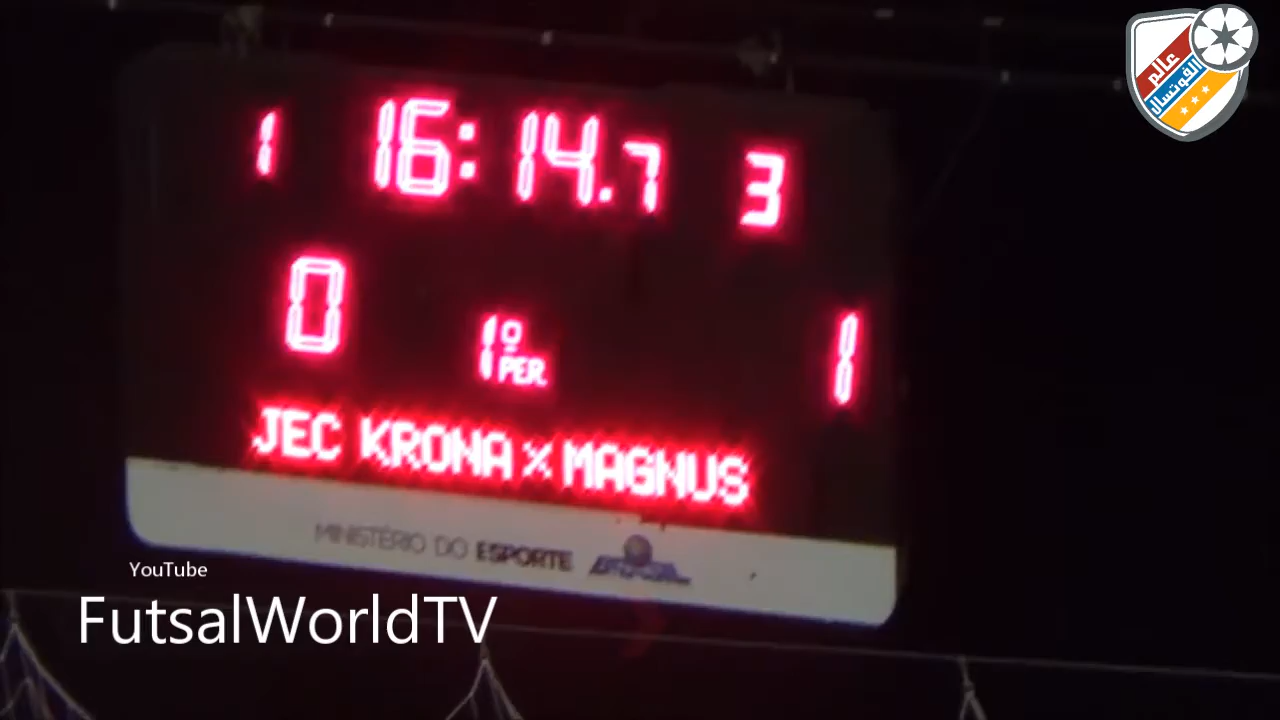 عالم
الفوتسال
1 16:14.7 3
0 1º PER. 1
JEC KRONA X MAGNUS
MINISTÉRIO DO ESPORTE
YouTube
FutsalWorldTV